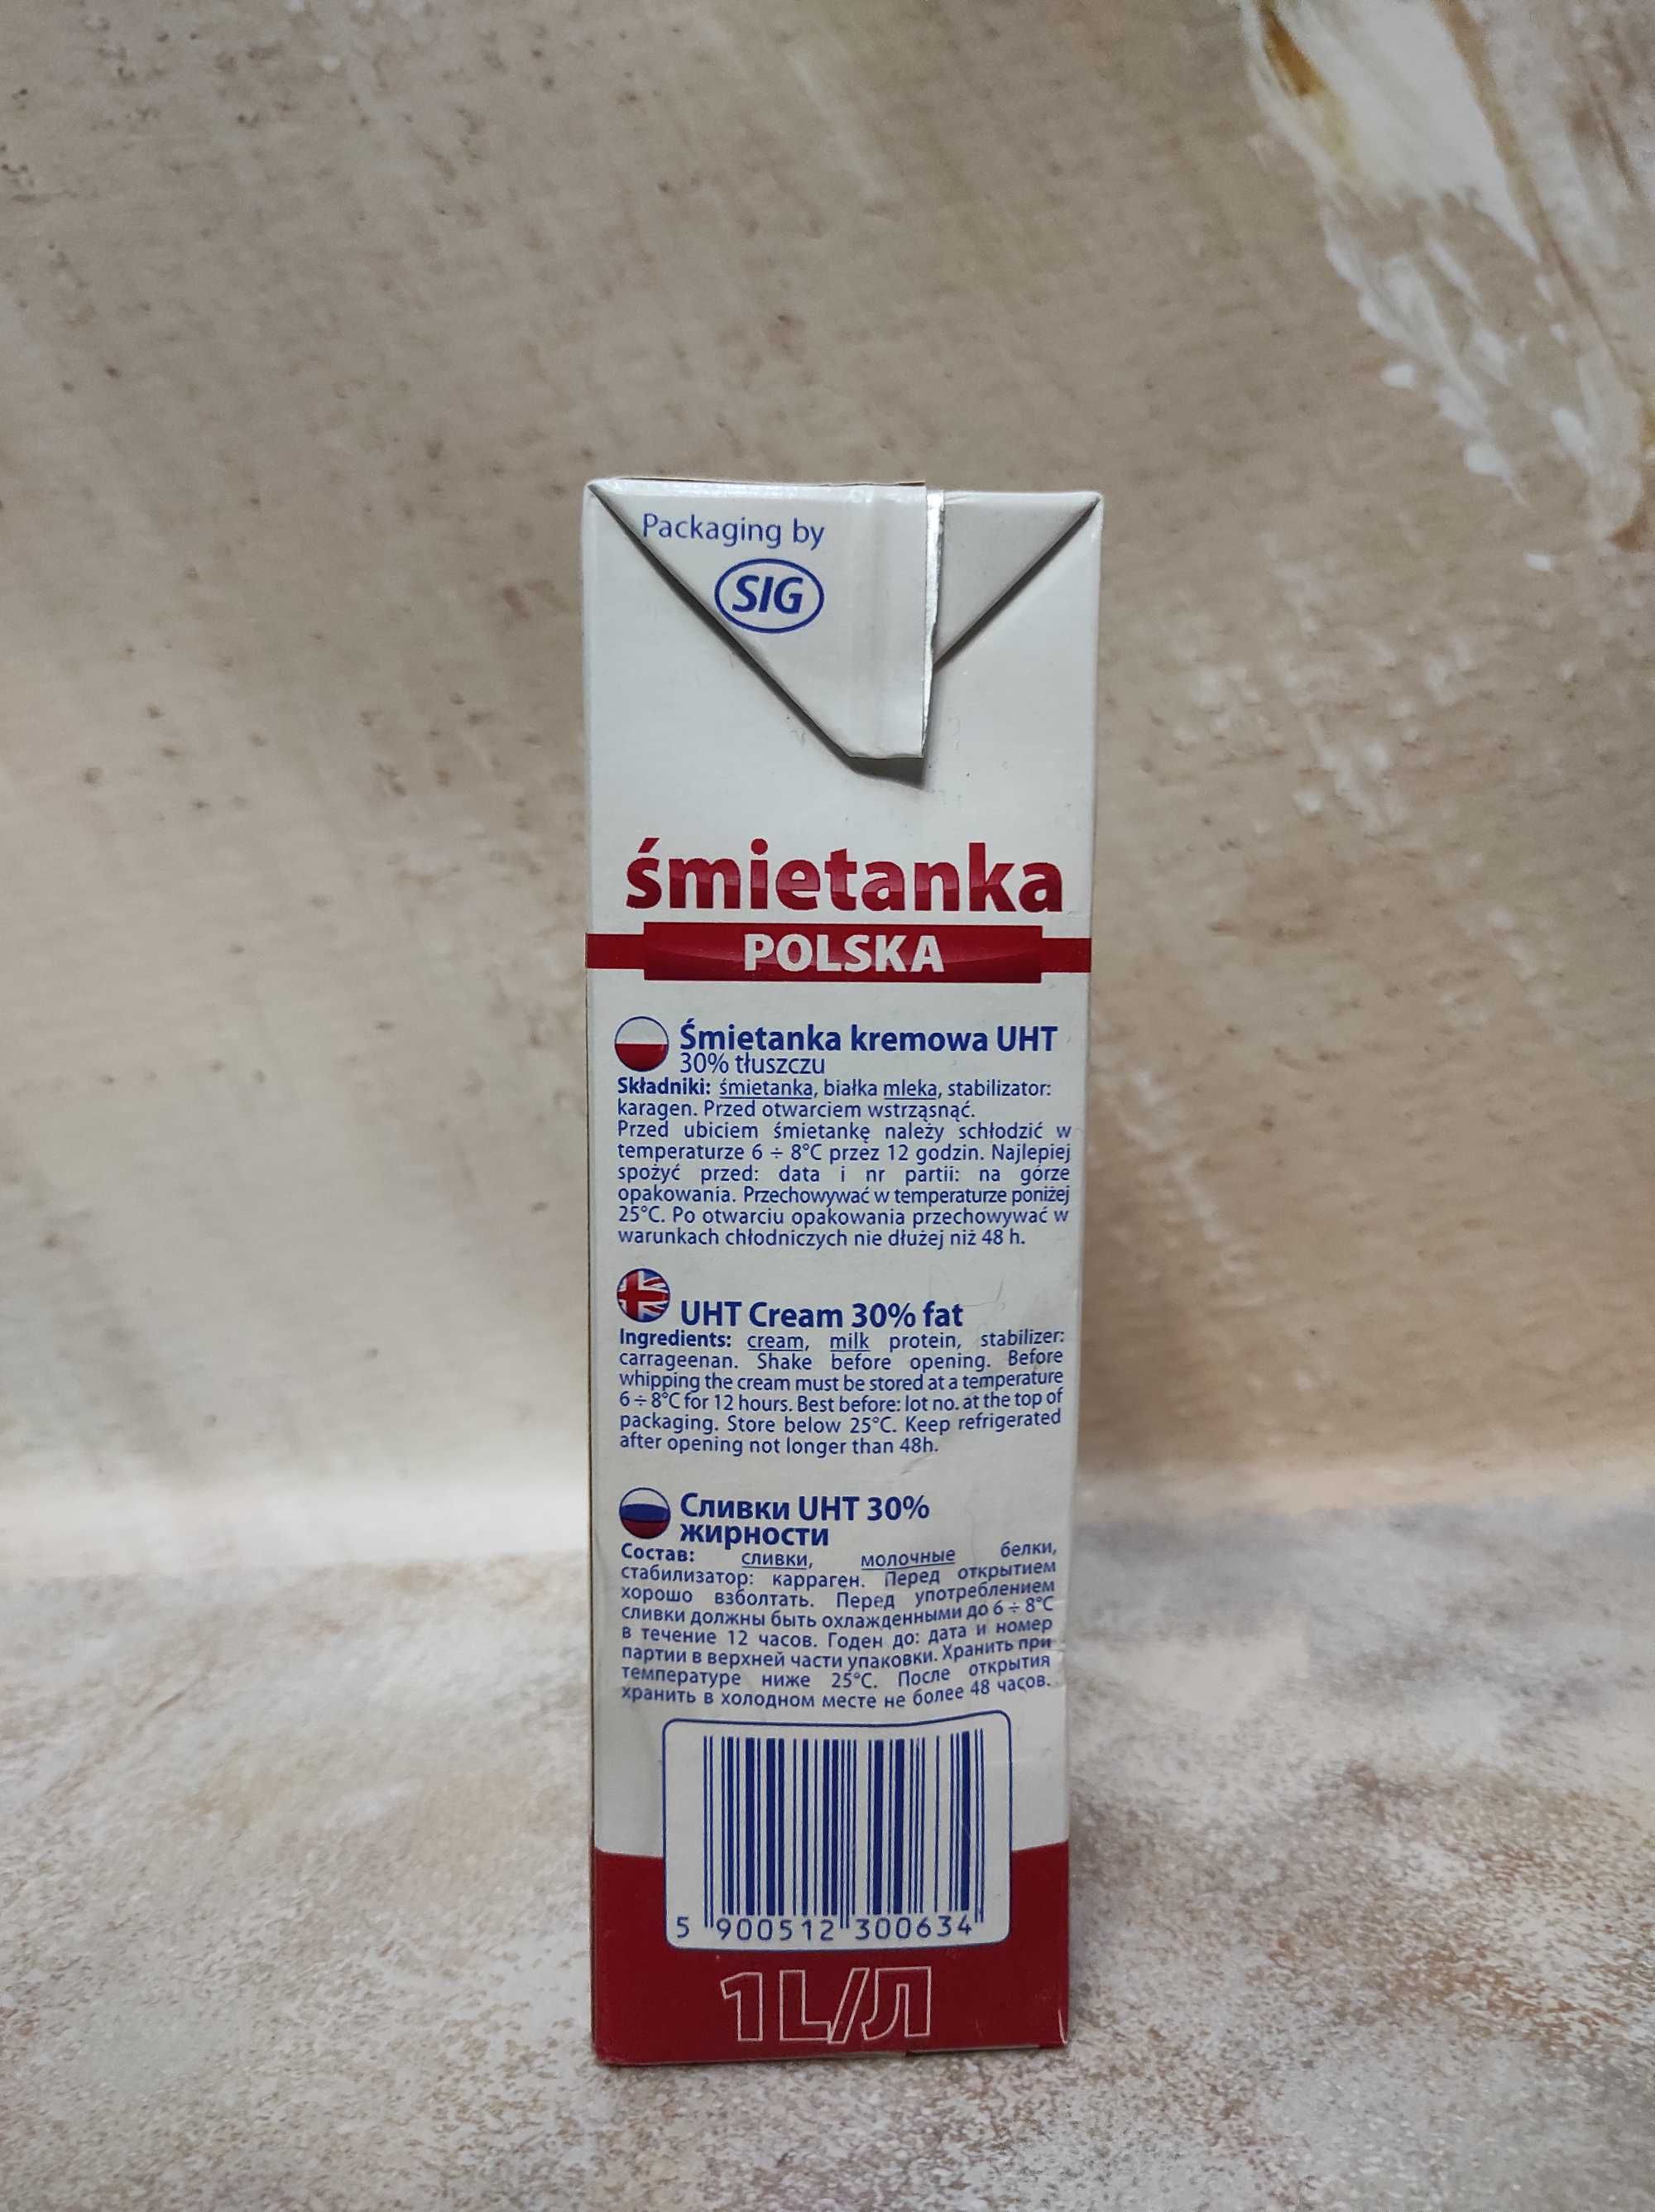 Packaging by
SIG
śmietanka
POLSKA
Śmietanka kremowa UHT
30% tłuszczu
Składniki: śmietanka, białka mleka, stabilizator:
karagen. Przed otwarciem wstrząsnąć.
Przed ubiciem śmietankę należy schłodzić w
temperaturze 6 ÷ 8°C przez 12 godzin. Najlepiej
spożyć przed: data i nr partii: na górze
opakowania. Przechowywać w temperaturze poniżej
25°C. Po otwarciu opakowania przechowywać w
warunkach chłodniczych nie dłużej niż 48 h.
UHT Cream 30% fat
Ingredients: cream, milk protein, stabilizer:
carrageenan. Shake before opening. Before
whipping the cream must be stored at a temperature
6 ÷ 8°C for 12 hours. Best before: lot no. at the top of
packaging. Store below 25°C. Keep refrigerated
after opening not longer than 48h.
Сливки UHT 30%
жирности
Состав: сливки, молочные белки,
стабилизатор: карраген. Перед открытием
хорошо взболтать. Перед употреблением
сливки должны быть охлажденными до 6 ÷ 8°C
в течение 12 часов. Годен до: дата и номер
партии в верхней части упаковки. Хранить при
температуре ниже 25°C. После открытия
хранить в холодном месте не более 48 часов.
5 900512 300634
1L/Л